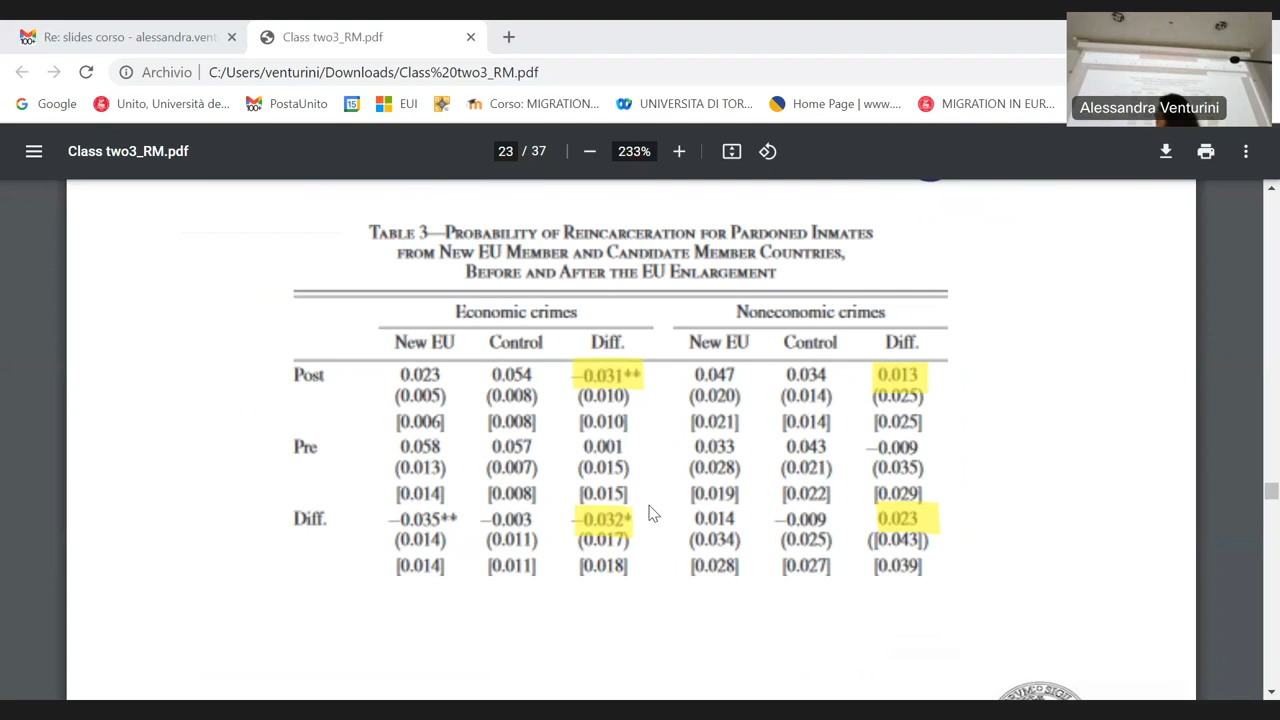 Re: slides corso - alessandra.vent
Class two3_RM.pdf
Archivio C:/Users/venturini/Downloads/Class%20two3_RM.pdf
Google Unito, Università de... PostaUnito EUI Corso: MIGRATION... UNIVERSITA DI TOR... Home Page | www.... MIGRATION IN EUR...
Alessandra Venturini
Class two3_RM.pdf 23 / 37 233%
TABLE 3—PROBABILITY OF REINCARCERATION FOR PARDONED INMATES
FROM NEW EU MEMBER AND CANDIDATE MEMBER COUNTRIES,
BEFORE AND AFTER THE EU ENLARGEMENT
Economic crimes Noneconomic crimes
New EU Control Diff. New EU Control Diff.
Post 0.023 0.054 −0.031** 0.047 0.034 0.013
(0.005) (0.008) (0.010) (0.020) (0.014) (0.025)
[0.006] [0.008] [0.010] [0.021] [0.014] [0.025]
Pre 0.058 0.057 0.001 0.033 0.043 −0.009
(0.013) (0.007) (0.015) (0.028) (0.021) (0.035)
[0.014] [0.008] [0.015] [0.019] [0.022] [0.029]
Diff. −0.035** −0.003 −0.032* 0.014 −0.009 0.023
(0.014) (0.011) (0.017) (0.034) (0.025) ([0.043])
[0.014] [0.011] [0.018] [0.028] [0.027] [0.039]